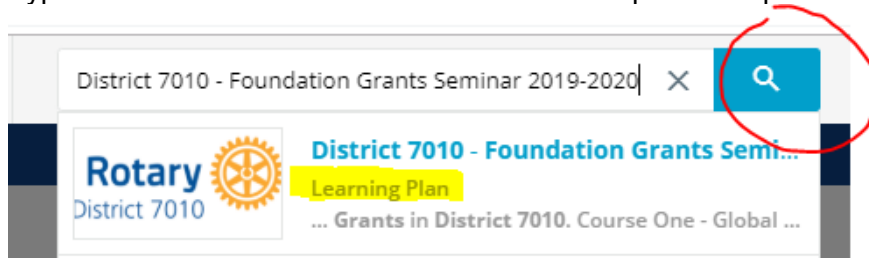 District 7010 - Foundation Grants Seminar 2019-2020
District 7010 - Foundation Grants Semi...
Rotary
Learning Plan
District 7010
... Grants in District 7010. Course One - Global ...